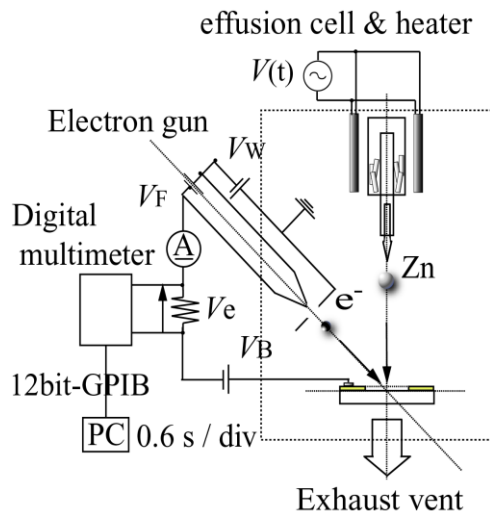 effusion cell & heater
V(t)
Electron gun
VW
VF
Digital
multimeter
A
Zn
Ve
e-
VB
12bit-GPIB
PC 0.6 s / div
Exhaust vent